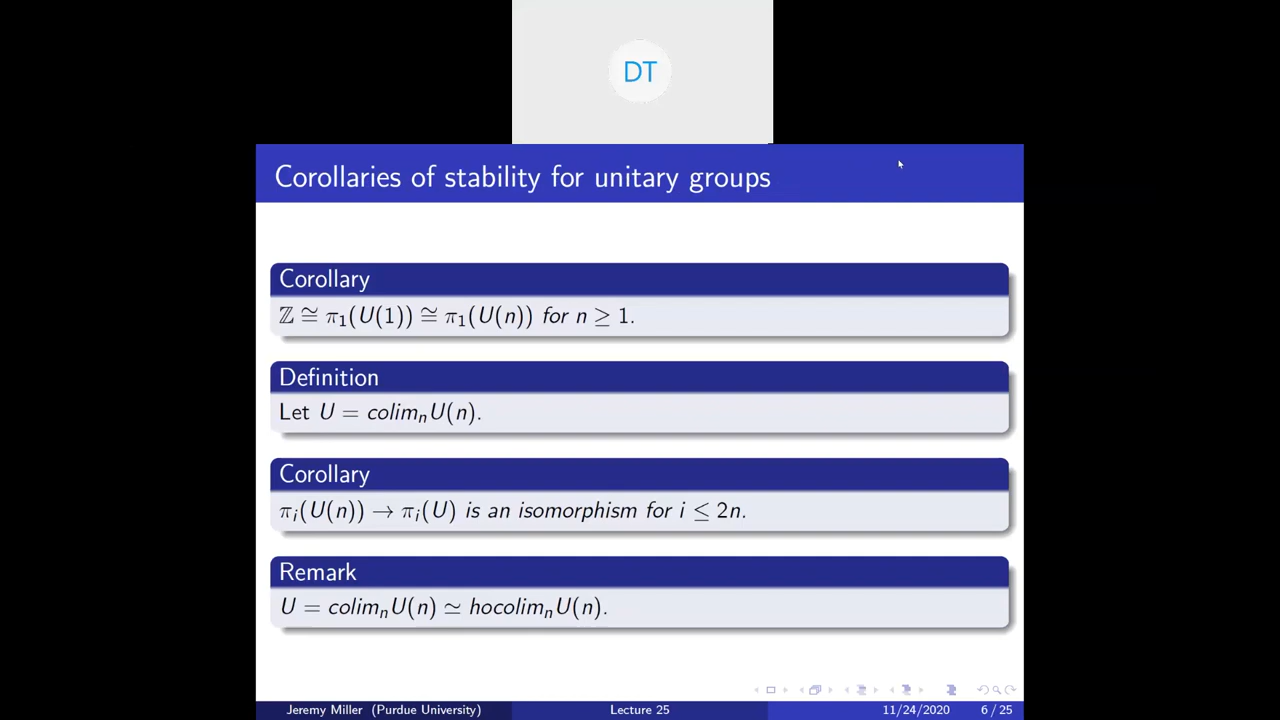 DT
Corollaries of stability for unitary groups
Corollary
ℤ ≅ π₁(U(1)) ≅ π₁(U(n)) for n ≥ 1.
Definition
Let U = colimₙU(n).
Corollary
πᵢ(U(n)) → πᵢ(U) is an isomorphism for i ≤ 2n.
Remark
U = colimₙU(n) ≃ hocolimₙU(n).
Jeremy Miller (Purdue University) Lecture 25 11/24/2020 6 / 25